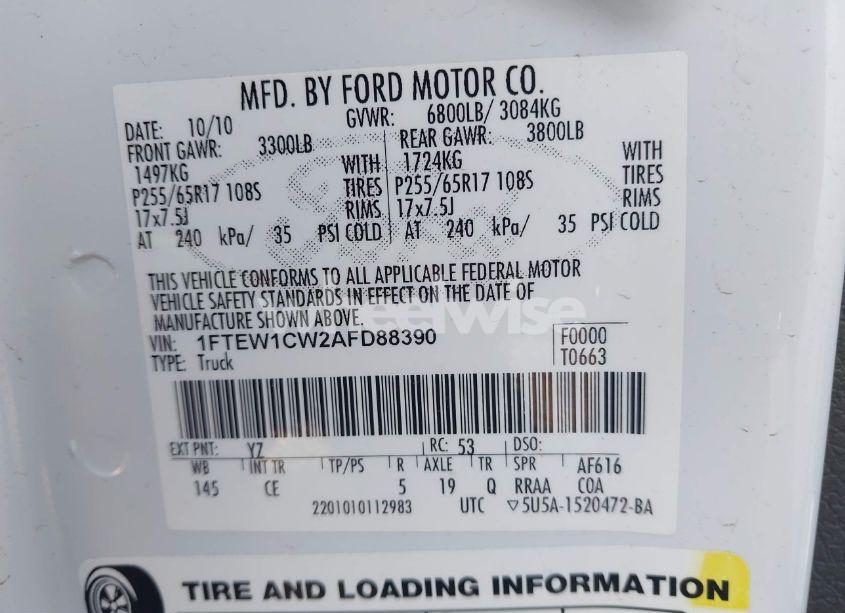 MFD. BY FORD MOTOR CO.
DATE: 10/10 GVWR: 6800LB/ 3084KG
FRONT GAWR: 3300LB REAR GAWR: 3800LB
1497KG WITH 1724KG WITH
P255/65R17 108S TIRES P255/65R17 108S TIRES
17x7.5J RIMS 17x7.5J RIMS
AT 240 kPa/ 35 PSI COLD AT 240 kPa/ 35 PSI COLD
THIS VEHICLE CONFORMS TO ALL APPLICABLE FEDERAL MOTOR
VEHICLE SAFETY STANDARDS IN EFFECT ON THE DATE OF
MANUFACTURE SHOWN ABOVE
VIN: 1FTEW1CW2AFD88390 F0000
TYPE: Truck T0663
EXT PNT: YZ RC: 53 DSO:
WB INT TR TP/PS R AXLE TR SPR AF616
145 CE 5 19 Q RRAA COA
2201010112983 UTC ▽5U5A-1520472-BA
TIRE AND LOADING INFORMATION